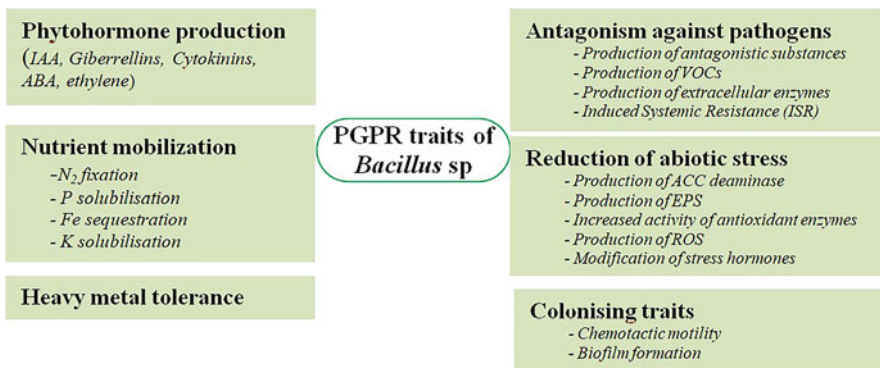 Phytohormone production
(IAA, Giberrellins, Cytokinins,
ABA, ethylene)
Nutrient mobilization
-N₂ fixation
- P solubilisation
- Fe sequestration
- K solubilisation
Heavy metal tolerance
PGPR traits of
Bacillus sp
Antagonism against pathogens
- Production of antagonistic substances
- Production of VOCs
- Production of extracellular enzymes
- Induced Systemic Resistance (ISR)
Reduction of abiotic stress
- Production of ACC deaminase
- Production of EPS
- Increased activity of antioxidant enzymes
- Production of ROS
- Modification of stress hormones
Colonising traits
- Chemotactic motility
- Biofilm formation